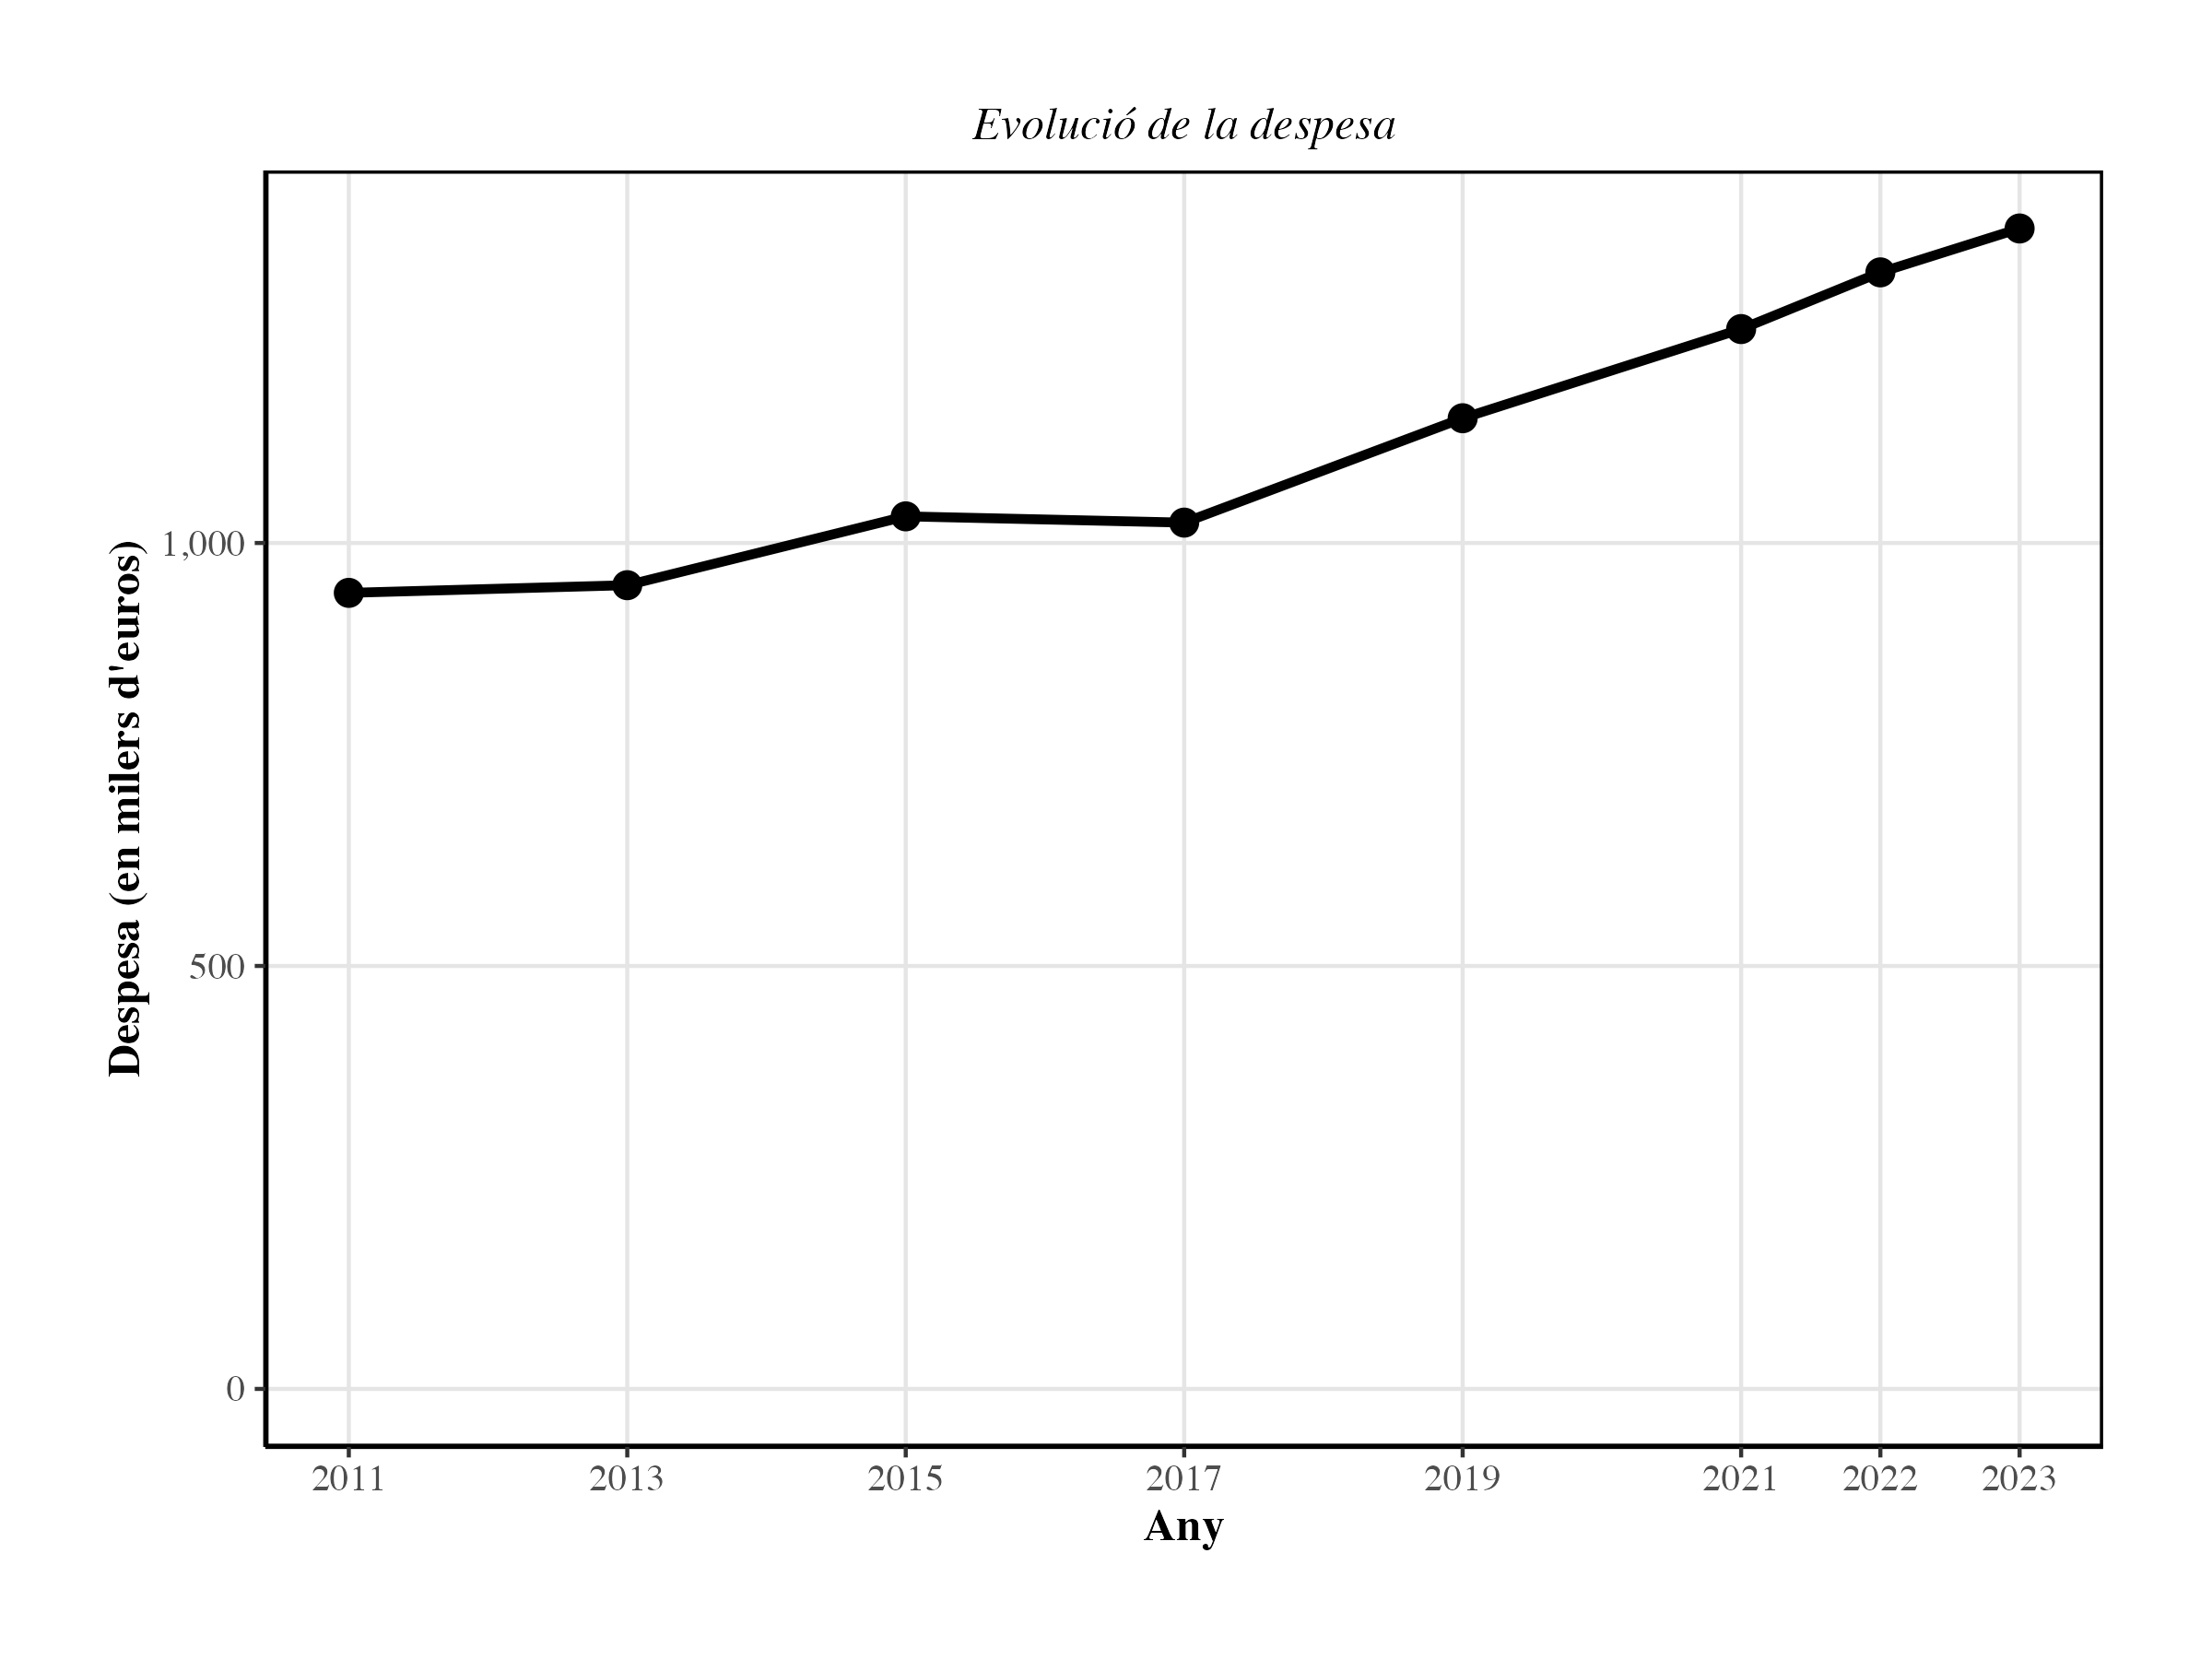 Evolució de la despesa
Despesa (en milers d'euros)
1,000
500
0
2011 2013 2015 2017 2019 2021 2022 2023
Any